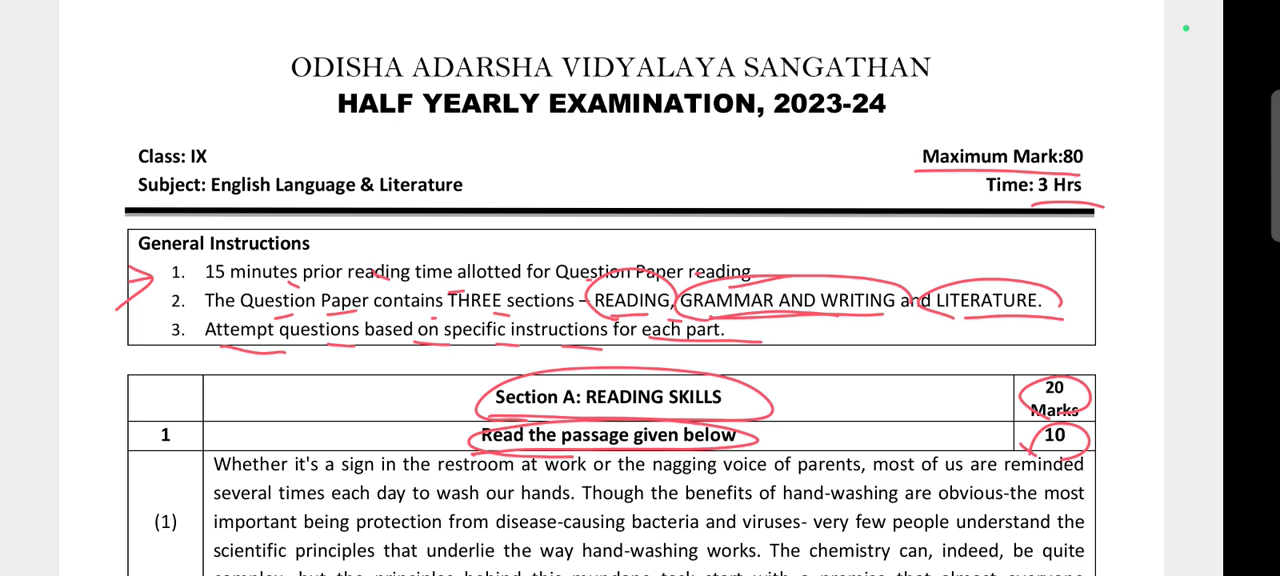 ODISHA ADARSHA VIDYALAYA SANGATHAN
HALF YEARLY EXAMINATION, 2023-24
Class: IX
Maximum Mark:80
Subject: English Language & Literature
Time: 3 Hrs
General Instructions
1. 15 minutes prior reading time allotted for Question Paper reading
2. The Question Paper contains THREE sections – READING, GRAMMAR AND WRITING and LITERATURE.
3. Attempt questions based on specific instructions for each part.
Section A: READING SKILLS
20
Marks
1 Read the passage given below 10
Whether it's a sign in the restroom at work or the nagging voice of parents, most of us are reminded
several times each day to wash our hands. Though the benefits of hand-washing are obvious-the most
(1) important being protection from disease-causing bacteria and viruses- very few people understand the
scientific principles that underlie the way hand-washing works. The chemistry can, indeed, be quite